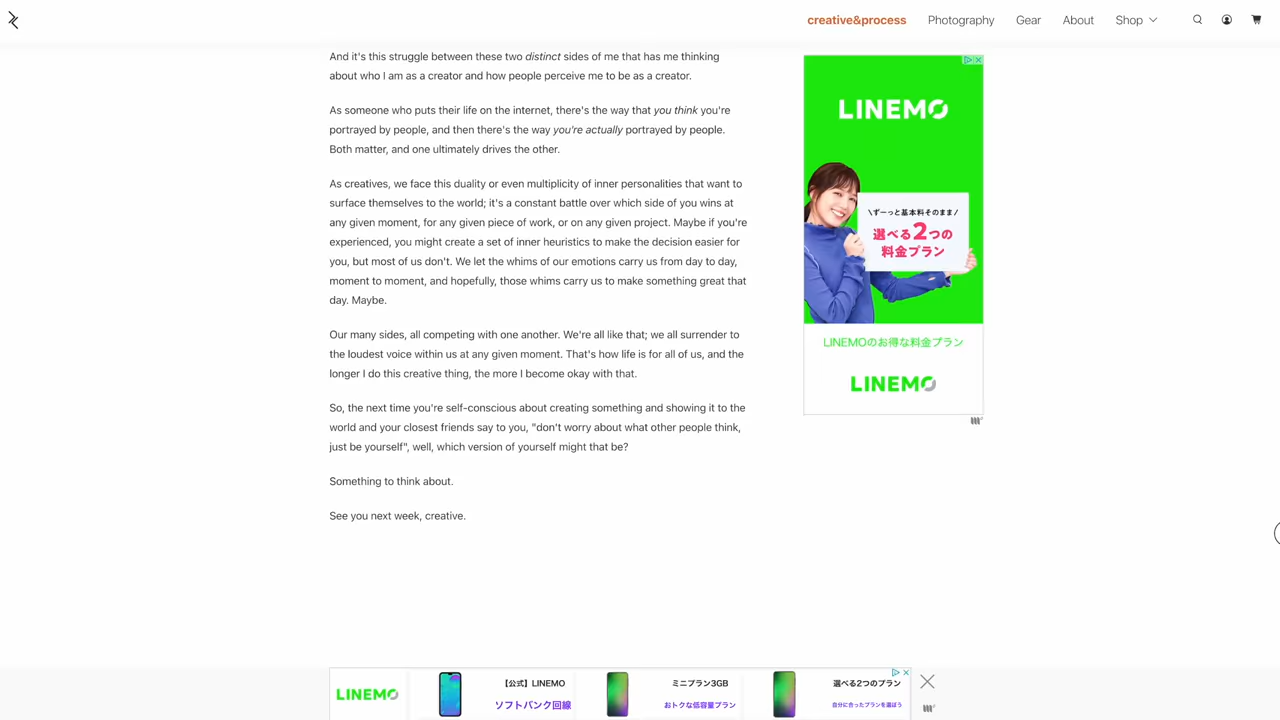 creative&process Photography Gear About Shop
And it's this struggle between these two distinct sides of me that has me thinking
about who I am as a creator and how people perceive me to be as a creator.
As someone who puts their life on the internet, there's the way that you think you're
portrayed by people, and then there's the way you're actually portrayed by people.
Both matter, and one ultimately drives the other.
As creatives, we face this duality or even multiplicity of inner personalities that want to
surface themselves to the world; it's a constant battle over which side of you wins at
any given moment, for any given piece of work, or on any given project. Maybe if you're
experienced, you might create a set of inner heuristics to make the decision easier for
you, but most of us don't. We let the whims of our emotions carry us from day to day,
moment to moment, and hopefully, those whims carry us to make something great that
day. Maybe.
Our many sides, all competing with one another. We're all like that; we all surrender to
the loudest voice within us at any given moment. That's how life is for all of us, and the
longer I do this creative thing, the more I become okay with that.
So, the next time you're self-conscious about creating something and showing it to the
world and your closest friends say to you, "don't worry about what other people think,
just be yourself", well, which version of yourself might that be?
Something to think about.
See you next week, creative.
LINEMO
\ずーっと基本料そのまま/
選べる2つの
料金プラン
LINEMOのお得な料金プラン
LINEMO
LINEMO
【公式】LINEMO
ソフトバンク回線
ミニプラン3GB
おトクな低容量プラン
選べる2つのプラン
自分に合ったプランを選ぼう